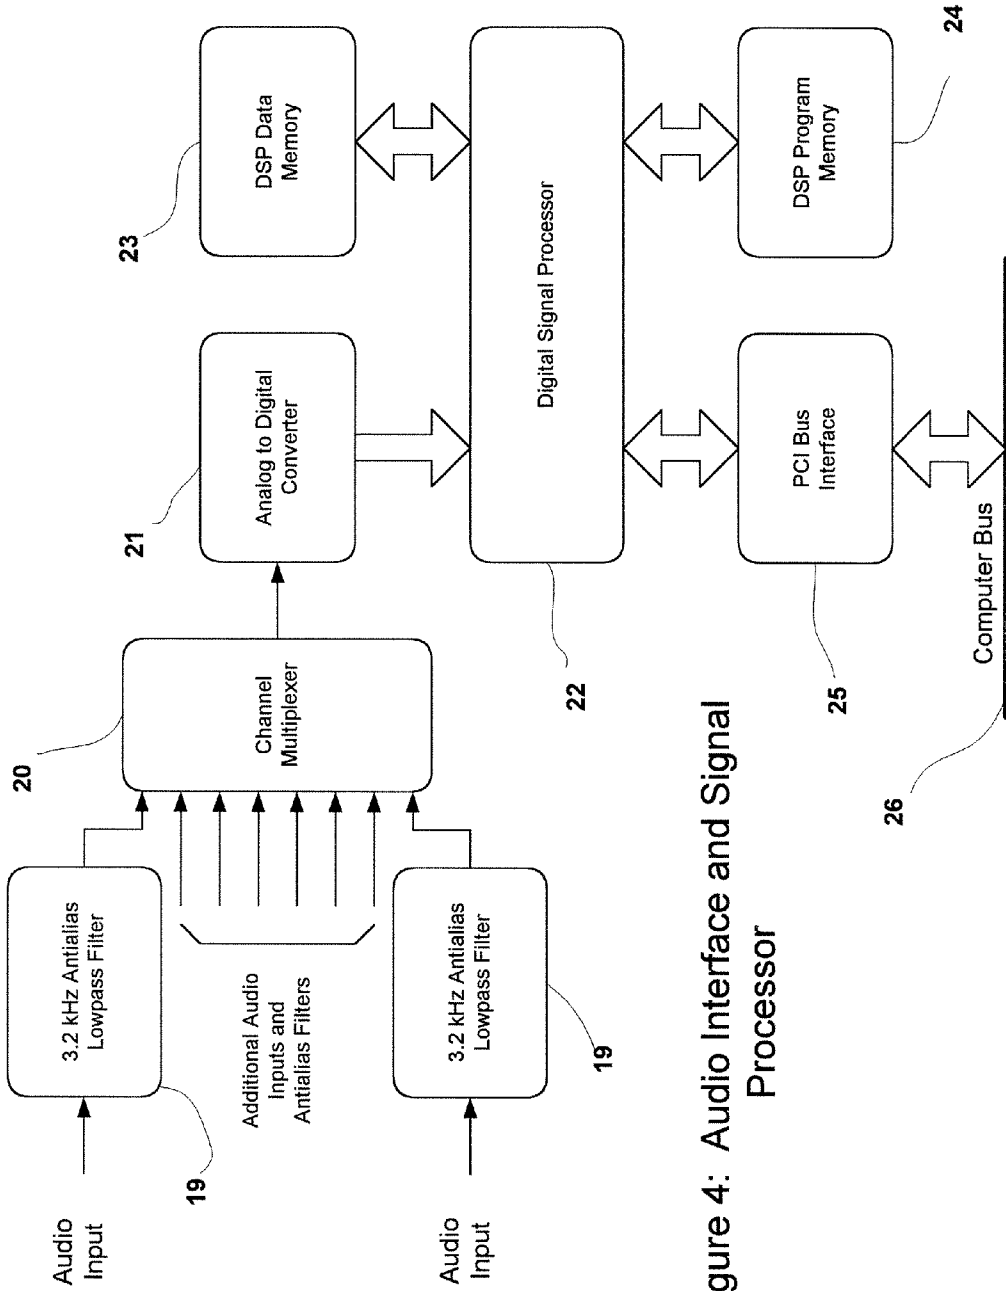 Audio
Input
19
3.2 kHz Antialias
Lowpass Filter
Additional Audio
Inputs and
Antialias Filters
Audio
Input
3.2 kHz Antialias
Lowpass Filter
19
20
Channel
Multiplexer
21
Analog to Digital
Converter
23
DSP Data
Memory
22
Digital Signal Processor
25
PCI Bus
Interface
DSP Program
Memory
24
26
Computer Bus
gure 4: Audio Interface and Signal
Processor